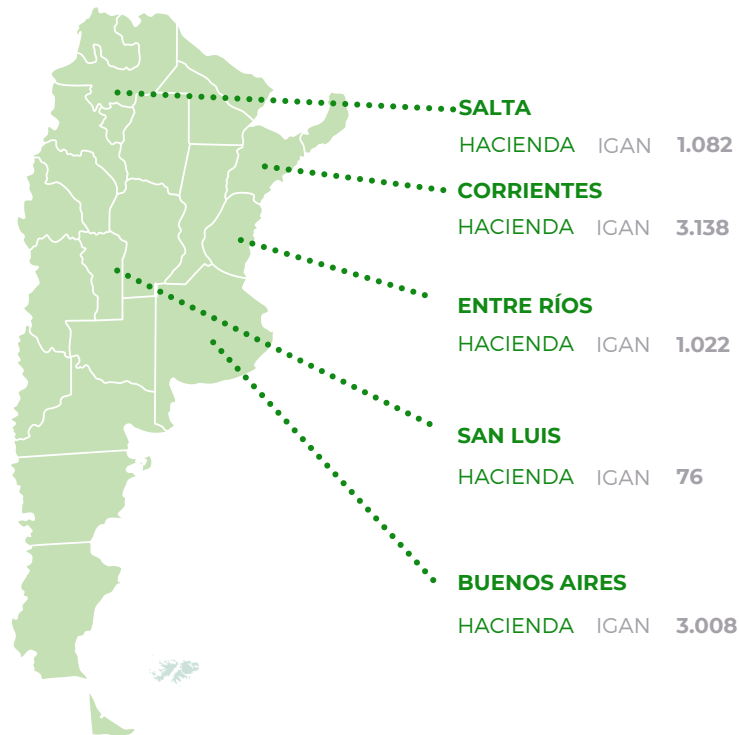 SALTA
HACIENDA IGAN 1.082
CORRIENTES
HACIENDA IGAN 3.138
ENTRE RÍOS
HACIENDA IGAN 1.022
SAN LUIS
HACIENDA IGAN 76
BUENOS AIRES
HACIENDA IGAN 3.008